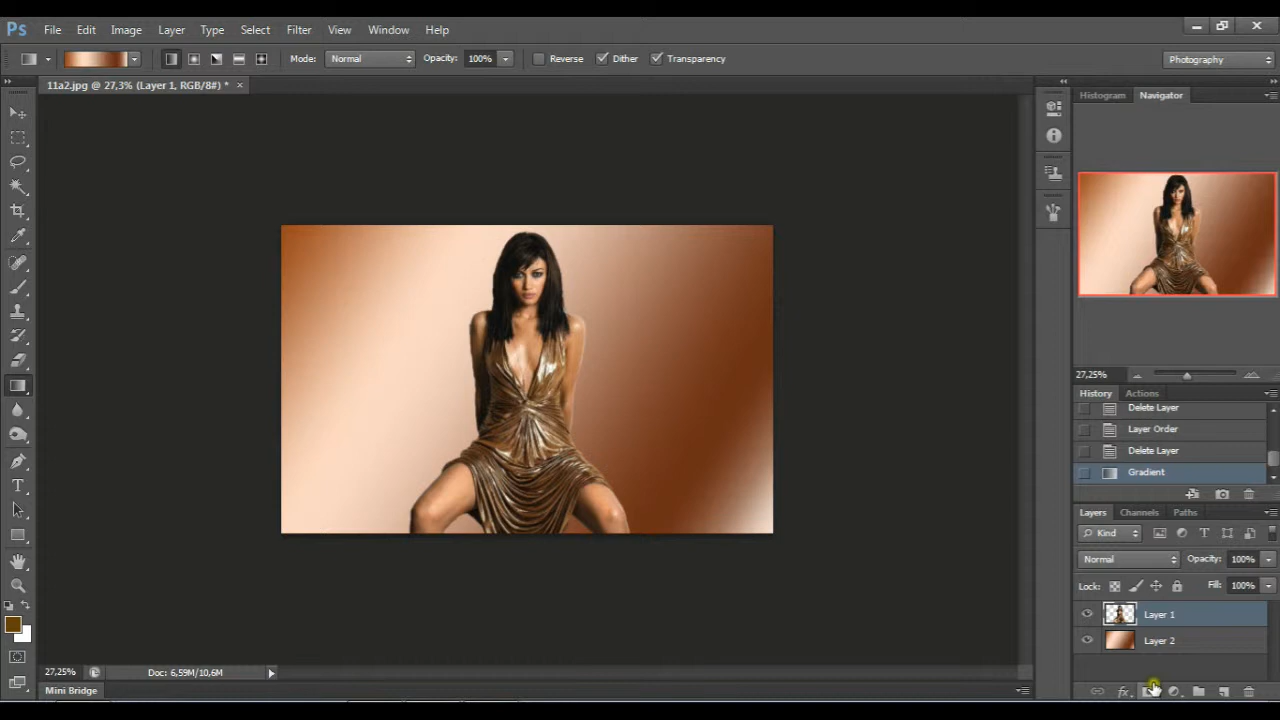 Ps File Edit Image Layer Type Select Filter View Window Help
Mode: Normal Opacity: 100% Reverse Dither Transparency Photography
11a2.jpg @ 27,3% (Layer 1, RGB/8#) * ×
Histogram Navigator
27,25%
History Actions
Delete Layer
Layer Order
Delete Layer
Gradient
Layers Channels Paths
Kind
Normal Opacity: 100%
Lock: Fill: 100%
Layer 1
Layer 2
fx
27,25% Doc: 6,59M/10,6M
Mini Bridge